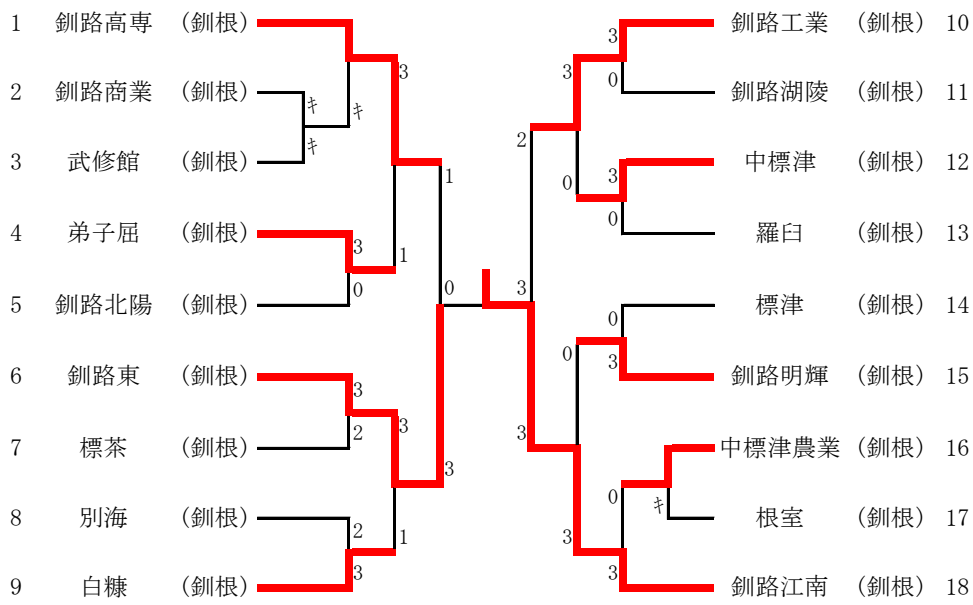 1 釧路高専 (釧根)
2 釧路商業 (釧根)
3 武修館 (釧根)
4 弟子屈 (釧根)
5 釧路北陽 (釧根)
6 釧路東 (釧根)
7 標茶 (釧根)
8 別海 (釧根)
9 白糠 (釧根)
3
ｷ
ｷ
ｷ
1
3
1
0
0
3
2
3
3
2
1
3
釧路工業 (釧根) 10
釧路湖陵 (釧根) 11
中標津 (釧根) 12
羅臼 (釧根) 13
標津 (釧根) 14
釧路明輝 (釧根) 15
中標津農業 (釧根) 16
根室 (釧根) 17
釧路江南 (釧根) 18
3
3
0
2
3
0
0
3
0
0
3
3
0
ｷ
3
3